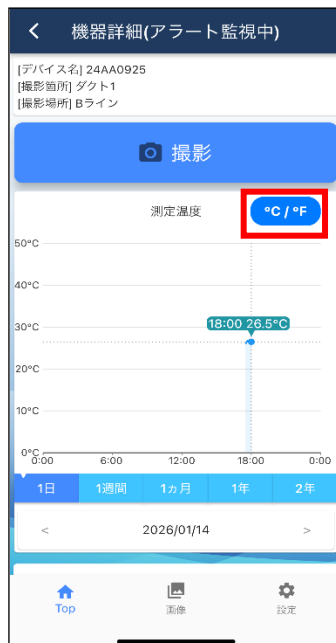 機器詳細(アラート監視中)
[デバイス名] 24AA0925
[撮影箇所] ダクト1
[撮影場所] Bライン
撮影
測定温度
°C / °F
50°C
40°C
30°C
18:00 26.5°C
20°C
10°C
0°C
0:00 6:00 12:00 18:00 0:00
1日 1週間 1ヵ月 1年 2年
< 2026/01/14 >
Top 画像 設定